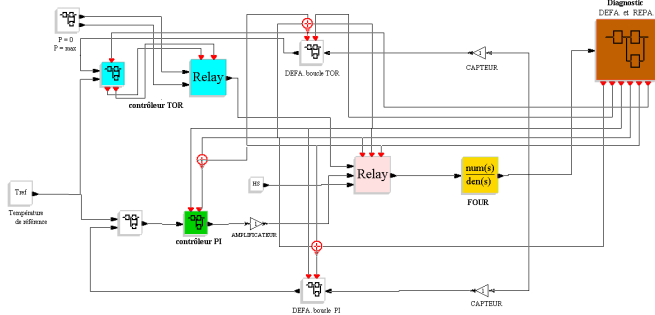 Diagnostic
DEFA. et REPA
P = 0
P = max
Relay
contrôleur TOR
DEFA. boucle TOR
CAPTEUR
Tref
Température
de référence
HS
Relay
num(s)
den(s)
FOUR
contrôleur PI
AMPLIFICATEUR
DEFA. boucle PI
CAPTEUR